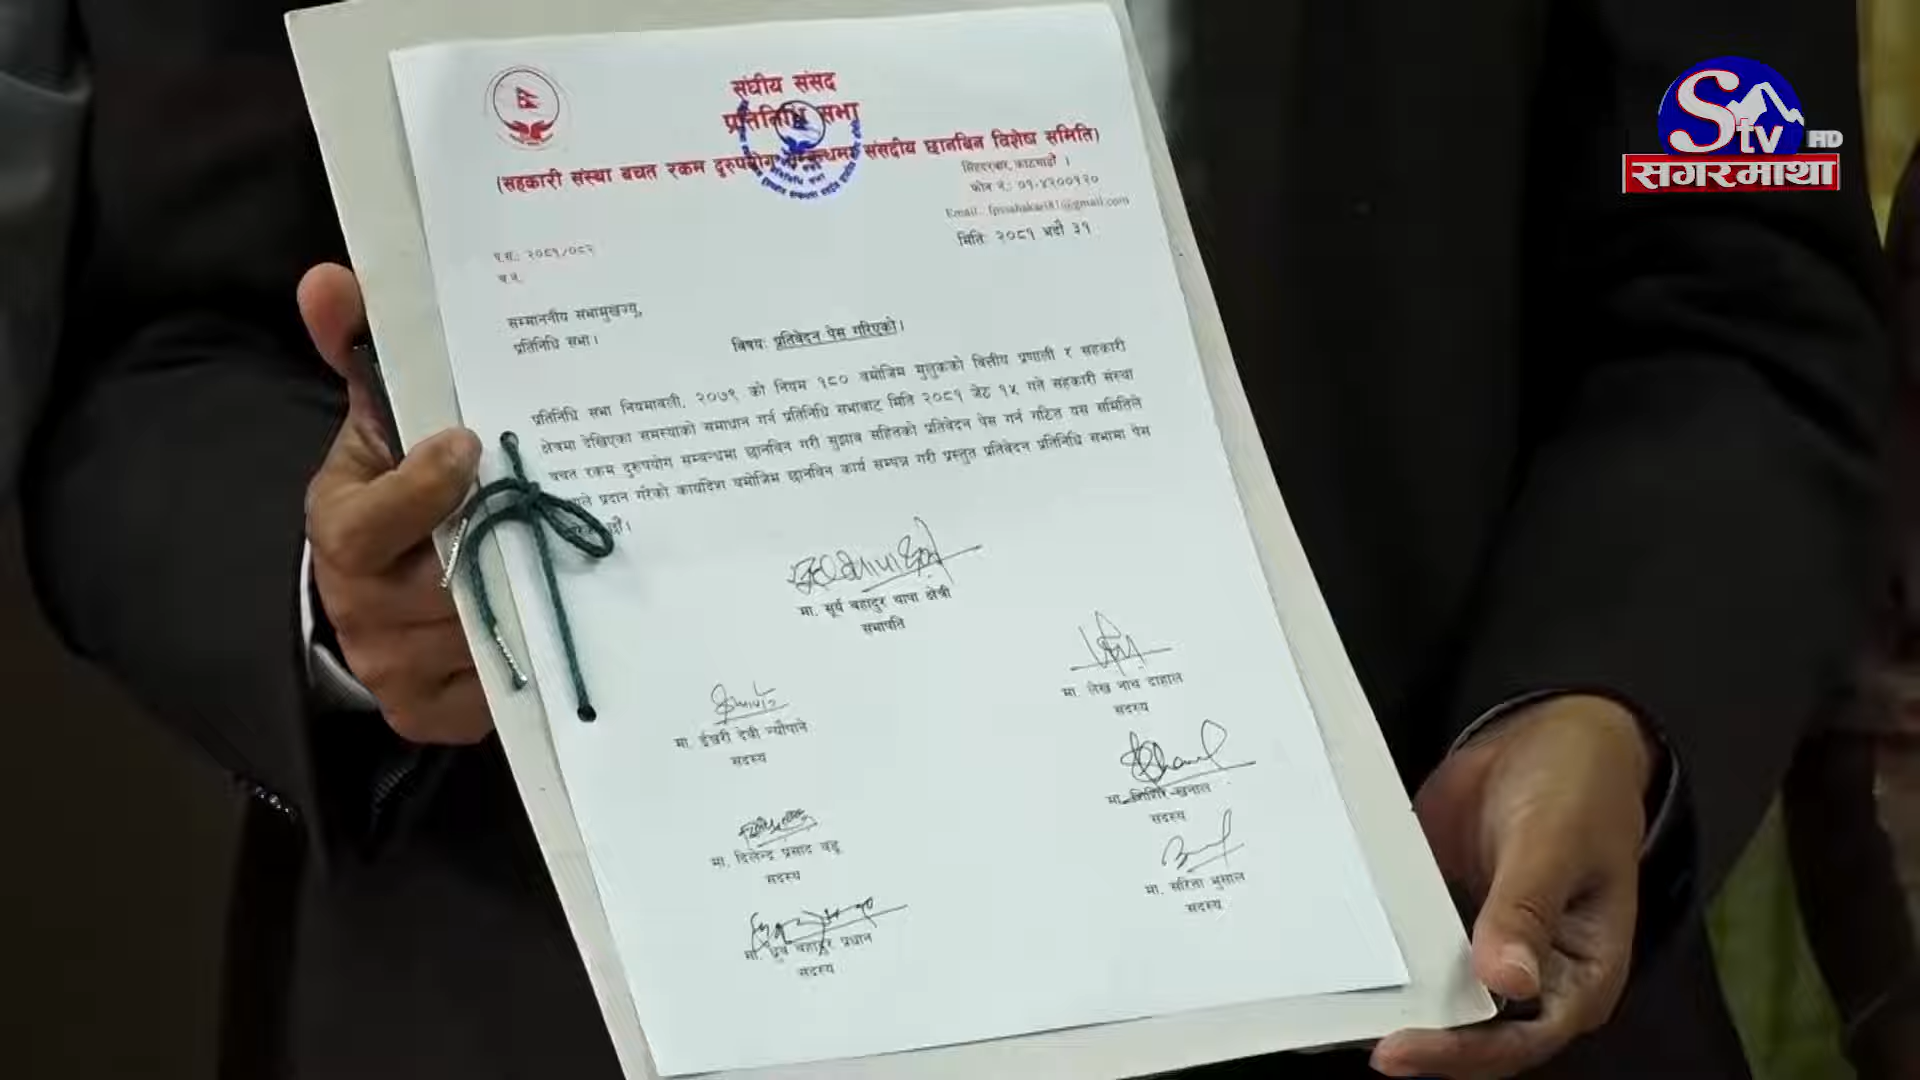 संघीय संसद
प्रतिनिधि सभा
(सहकारी संस्था बचत रकम दुरुपयोग सम्बन्धमा संसदीय छानबिन विशेष समिति)
सिंहदरबार, काठमाडौं ।
फोन नं.: ०१-४२००१२०
Email.: fpvsahakari81@gmail.com
मिति: २०८१ भदौ ३१
प.सं.: २०८१/०८२
च.नं.
सम्माननीय सभामुखज्यू,
प्रतिनिधि सभा।
विषय: प्रतिवेदन पेस गरिएको।
प्रतिनिधि सभा नियमावली, २०७९ को नियम १८० बमोजिम मुलुकको वित्तीय प्रणाली र सहकारी
क्षेत्रमा देखिएका समस्याको समाधान गर्न प्रतिनिधि सभाबाट मिति २०८१ जेठ १५ गते सहकारी संस्था
बचत रकम दुरुपयोग सम्बन्धमा छानबिन गरी सुझाव सहितको प्रतिवेदन पेस गर्न गठित यस समितिले
प्रदान गरेको कार्यादेश बमोजिम छानबिन कार्य सम्पन्न गरी प्रस्तुत प्रतिवेदन प्रतिनिधि सभामा पेस
मा. सूर्य बहादुर थापा क्षेत्री
सभापति
मा. लेख नाथ दाहाल
सदस्य
मा. ईश्वरी देवी न्यौपाने
सदस्य
मा. शिशिर खनाल
सदस्य
मा. दिलेन्द्र प्रसाद बडू
सदस्य
मा. सरिता भुसाल
सदस्य
मा. ध्रुव बहादुर प्रधान
सदस्य
STV HD
सगरमाथा